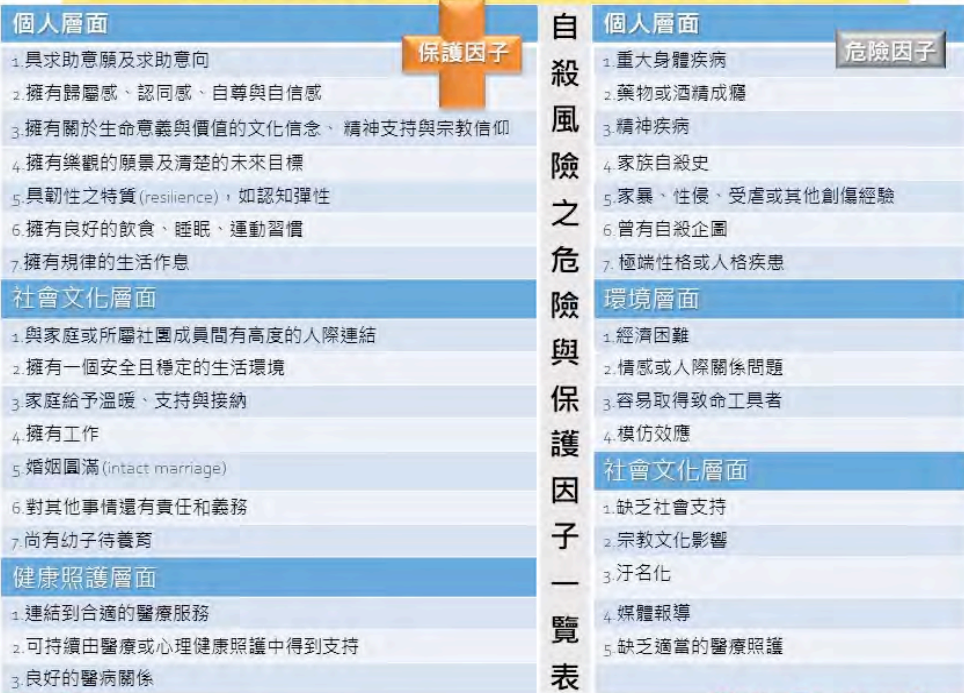 個人層面
保護因子
1.具求助意願及求助意向
2.擁有歸屬感、認同感、自尊與自信感
3.擁有關於生命意義與價值的文化信念、精神支持與宗教信仰
4.擁有樂觀的願景及清楚的未來目標
5.具韌性之特質(resilience)，如認知彈性
6.擁有良好的飲食、睡眠、運動習慣
7.擁有規律的生活作息
社會文化層面
1.與家庭或所屬社團成員間有高度的人際連結
2.擁有一個安全且穩定的生活環境
3.家庭給予溫暖、支持與接納
4.擁有工作
5.婚姻圓滿(intact marriage)
6.對其他事情還有責任和義務
7.尚有幼子待養育
健康照護層面
1.連結到合適的醫療服務
2.可持續由醫療或心理健康照護中得到支持
3.良好的醫病關係
自殺風險之危險與保護因子一覽表
個人層面
危險因子
1.重大身體疾病
2.藥物或酒精成癮
3.精神疾病
4.家族自殺史
5.家暴、性侵、受虐或其他創傷經驗
6.曾有自殺企圖
7.極端性格或人格疾患
環境層面
1.經濟困難
2.情感或人際關係問題
3.容易取得致命工具者
4.模仿效應
社會文化層面
1.缺乏社會支持
2.宗教文化影響
3.汙名化
4.媒體報導
5.缺乏適當的醫療照護